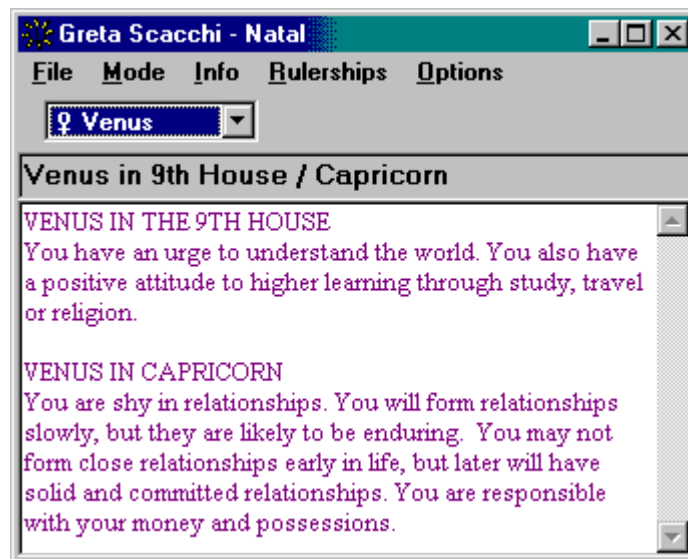 Greta Scacchi - Natal
File Mode Info Rulerships Options
♀ Venus
Venus in 9th House / Capricorn
VENUS IN THE 9TH HOUSE
You have an urge to understand the world. You also have
a positive attitude to higher learning through study, travel
or religion.
VENUS IN CAPRICORN
You are shy in relationships. You will form relationships
slowly, but they are likely to be enduring.  You may not
form close relationships early in life, but later will have
solid and committed relationships. You are responsible
with your money and possessions.